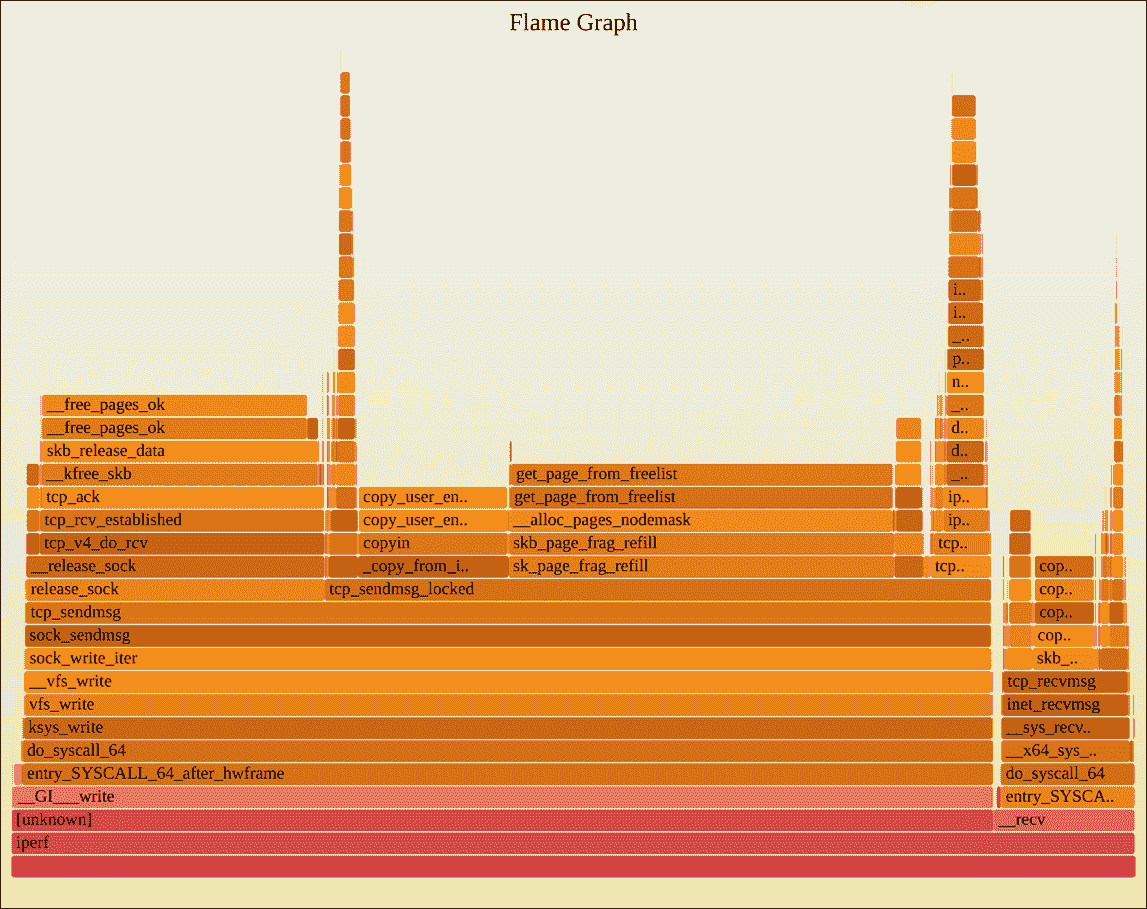 Flame Graph
i..
i..
_..
p..
n..
__free_pages_ok
_..
__free_pages_ok
d..
skb_release_data
d..
__kfree_skb
get_page_from_freelist
_..
tcp_ack
copy_user_en..
get_page_from_freelist
ip..
tcp_rcv_established
copy_user_en..
__alloc_pages_nodemask
ip..
tcp_v4_do_rcv
copyin
skb_page_frag_refill
tcp..
__release_sock
_copy_from_i..
sk_page_frag_refill
tcp..
cop..
release_sock
tcp_sendmsg_locked
cop..
tcp_sendmsg
cop..
sock_sendmsg
cop..
sock_write_iter
skb_..
__vfs_write
tcp_recvmsg
vfs_write
inet_recvmsg
ksys_write
__sys_recv..
do_syscall_64
__x64_sys_..
entry_SYSCALL_64_after_hwframe
do_syscall_64
__GI___write
entry_SYSCA..
[unknown]
__recv
iperf